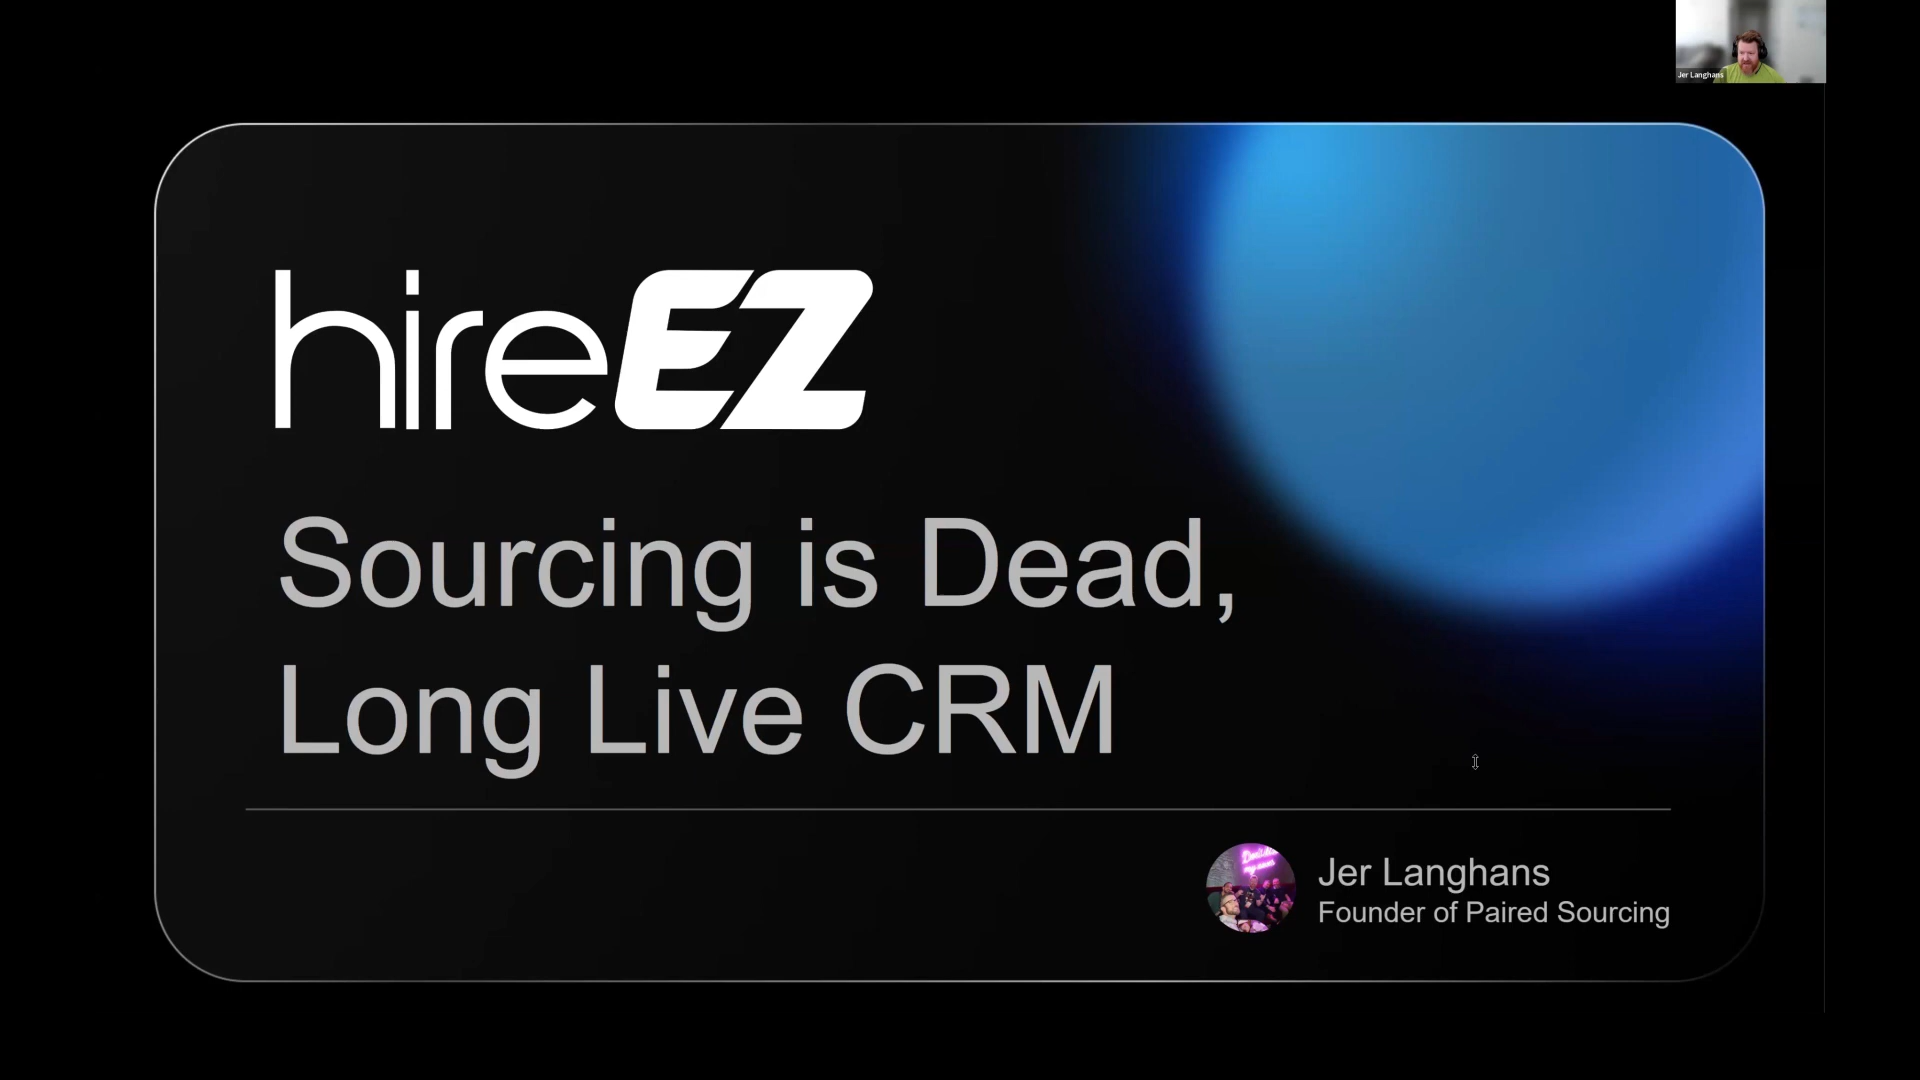 Jer Langhans
hireEZ
Sourcing is Dead,
Long Live CRM
Jer Langhans
Founder of Paired Sourcing